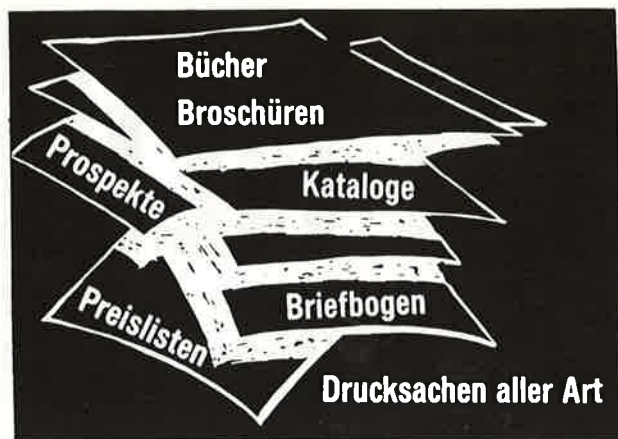 Bücher
Broschüren
Prospekte
Kataloge
Preislisten
Briefbogen
Drucksachen aller Art